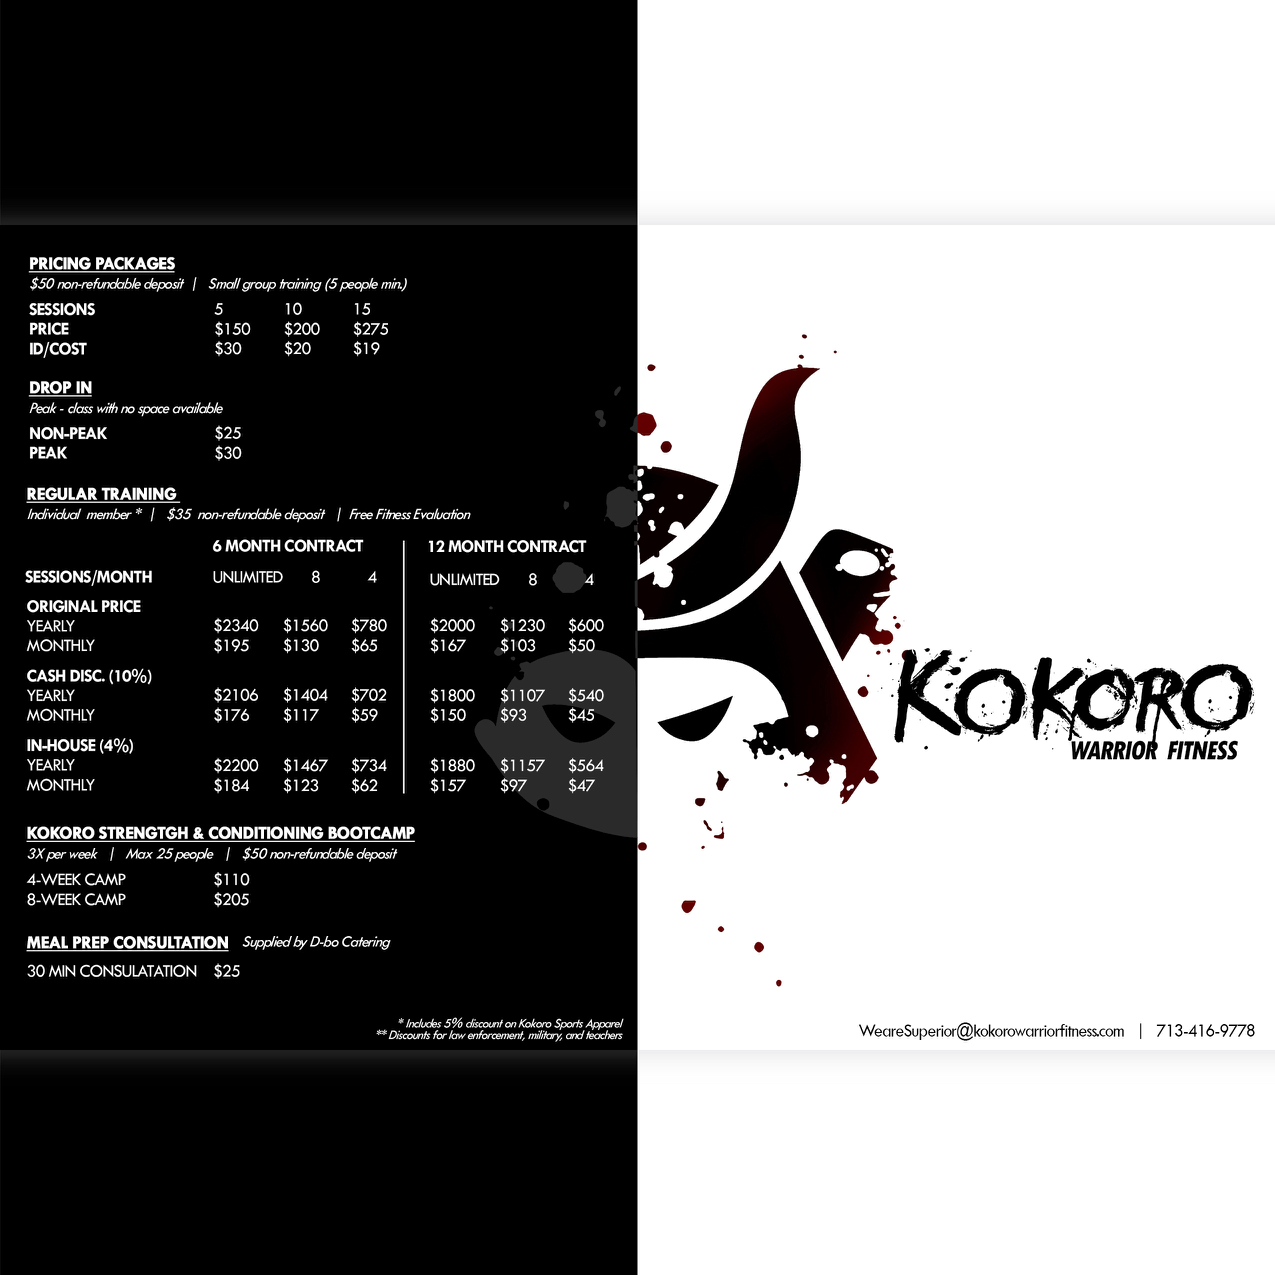 PRICING PACKAGES
$50 non-refundable deposit | Small group training (5 people min.)
SESSIONS 5 10 15
PRICE $150 $200 $275
ID/COST $30 $20 $19
DROP IN
Peak - class with no space available
NON-PEAK $25
PEAK $30
REGULAR TRAINING
Individual member * | $35 non-refundable deposit | Free Fitness Evaluation
6 MONTH CONTRACT 12 MONTH CONTRACT
SESSIONS/MONTH UNLIMITED 8 4 UNLIMITED 8 4
ORIGINAL PRICE
YEARLY $2340 $1560 $780 $2000 $1230 $600
MONTHLY $195 $130 $65 $167 $103 $50
CASH DISC. (10%)
YEARLY $2106 $1404 $702 $1800 $1107 $540
MONTHLY $176 $117 $59 $150 $93 $45
IN-HOUSE (4%)
YEARLY $2200 $1467 $734 $1880 $1157 $564
MONTHLY $184 $123 $62 $157 $97 $47
KOKORO STRENGTGH & CONDITIONING BOOTCAMP
3X per week | Max 25 people | $50 non-refundable deposit
4-WEEK CAMP $110
8-WEEK CAMP $205
MEAL PREP CONSULTATION Supplied by D-bo Catering
30 MIN CONSULATATION $25
* Includes 5% discount on Kokoro Sports Apparel
** Discounts for law enforcement, military, and teachers
KOKORO
WARRIOR FITNESS
WeareSuperior@kokorowarriorfitness.com | 713-416-9778